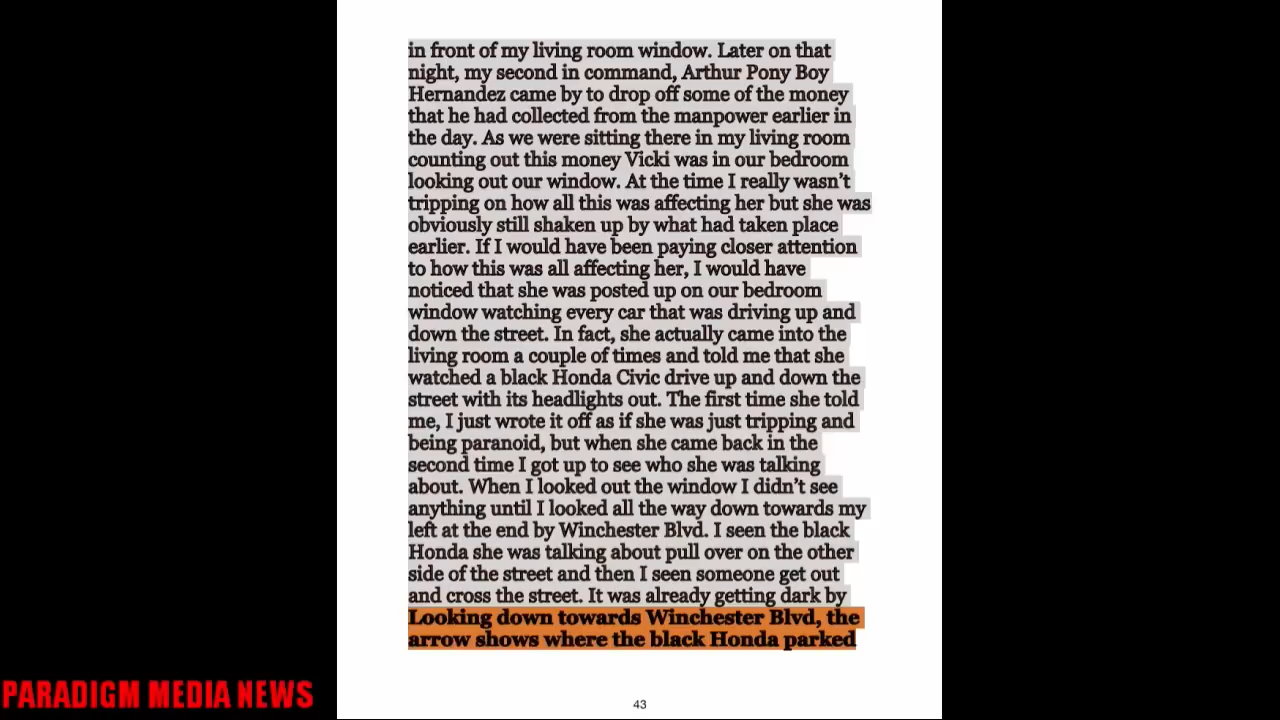 in front of my living room window. Later on that
night, my second in command, Arthur Pony Boy
Hernandez came by to drop off some of the money
that he had collected from the manpower earlier in
the day. As we were sitting there in my living room
counting out this money Vicki was in our bedroom
looking out our window. At the time I really wasn't
tripping on how all this was affecting her but she was
obviously still shaken up by what had taken place
earlier. If I would have been paying closer attention
to how this was all affecting her, I would have
noticed that she was posted up on our bedroom
window watching every car that was driving up and
down the street. In fact, she actually came into the
living room a couple of times and told me that she
watched a black Honda Civic drive up and down the
street with its headlights out. The first time she told
me, I just wrote it off as if she was just tripping and
being paranoid, but when she came back in the
second time I got up to see who she was talking
about. When I looked out the window I didn't see
anything until I looked all the way down towards my
left at the end by Winchester Blvd. I seen the black
Honda she was talking about pull over on the other
side of the street and then I seen someone get out
and cross the street. It was already getting dark by
Looking down towards Winchester Blvd, the
arrow shows where the black Honda parked
43
PARADIGM MEDIA NEWS